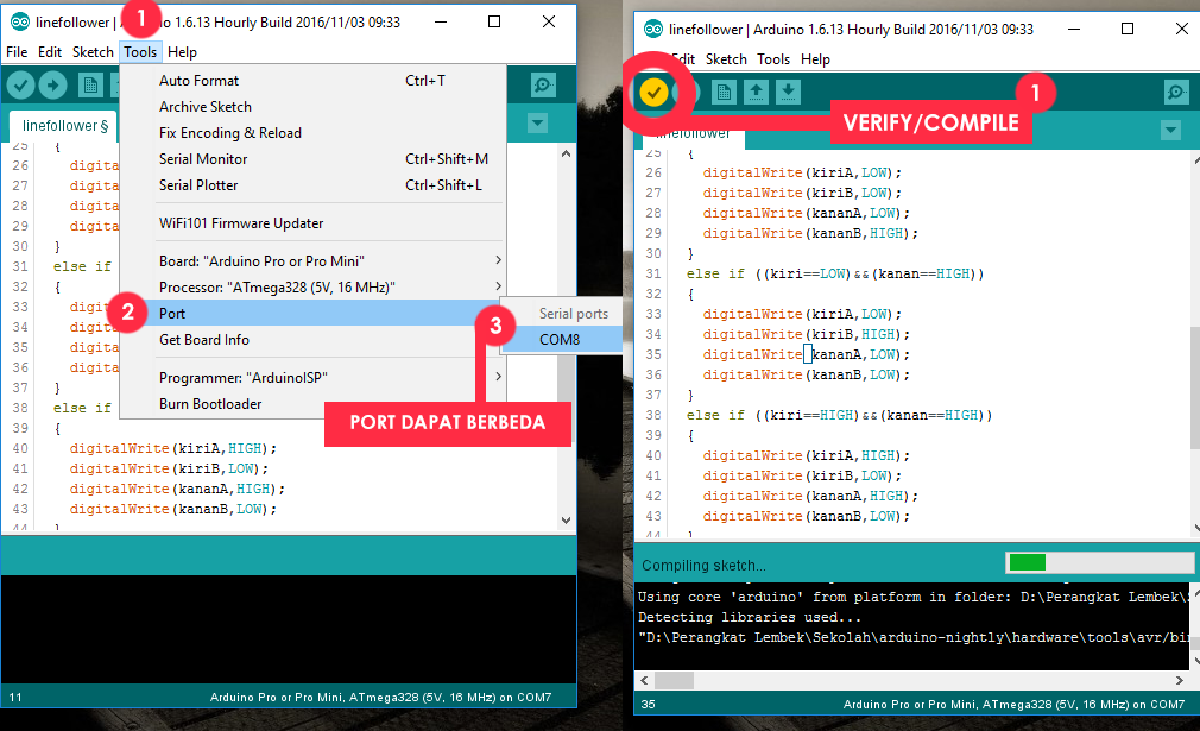 linefollower | Arduino 1.6.13 Hourly Build 2016/11/03 09:33
1
File Edit Sketch Tools Help
Auto Format Ctrl+T
Archive Sketch
Fix Encoding & Reload
Serial Monitor Ctrl+Shift+M
Serial Plotter Ctrl+Shift+L
WiFi101 Firmware Updater
Board: "Arduino Pro or Pro Mini"
Processor: "ATmega328 (5V, 16 MHz)"
2
Port
3
Serial ports
COM8
Get Board Info
Programmer: "ArduinoISP"
Burn Bootloader
PORT DAPAT BERBEDA
linefollower §
25 {
26 digita
27 digita
28 digita
29 digita
30 }
31 else if
32 {
33 digi
34 digita
35 digita
36 digita
37 }
38 else if
39 {
40 digitalWrite(kiriA,HIGH);
41 digitalWrite(kiriB,LOW);
42 digitalWrite(kananA,HIGH);
43 digitalWrite(kananB,LOW);
44 }
11 Arduino Pro or Pro Mini, ATmega328 (5V, 16 MHz) on COM7
linefollower | Arduino 1.6.13 Hourly Build 2016/11/03 09:33
Edit Sketch Tools Help
1
VERIFY/COMPILE
linefollower
25 {
26 digitalWrite(kiriA,LOW);
27 digitalWrite(kiriB,LOW);
28 digitalWrite(kananA,LOW);
29 digitalWrite(kananB,HIGH);
30 }
31 else if ((kiri==LOW)&&(kanan==HIGH))
32 {
33 digitalWrite(kiriA,LOW);
34 digitalWrite(kiriB,HIGH);
35 digitalWrite(kananA,LOW);
36 digitalWrite(kananB,LOW);
37 }
38 else if ((kiri==HIGH)&&(kanan==HIGH))
39 {
40 digitalWrite(kiriA,HIGH);
41 digitalWrite(kiriB,LOW);
42 digitalWrite(kananA,HIGH);
43 digitalWrite(kananB,LOW);
44 }
Compiling sketch...
Using core 'arduino' from platform in folder: D:\Perangkat Lembek\S
Detecting libraries used...
"D:\Perangkat Lembek\Sekolah\arduino-nightly\hardware\tools\avr/bin
35 Arduino Pro or Pro Mini, ATmega328 (5V, 16 MHz) on COM7